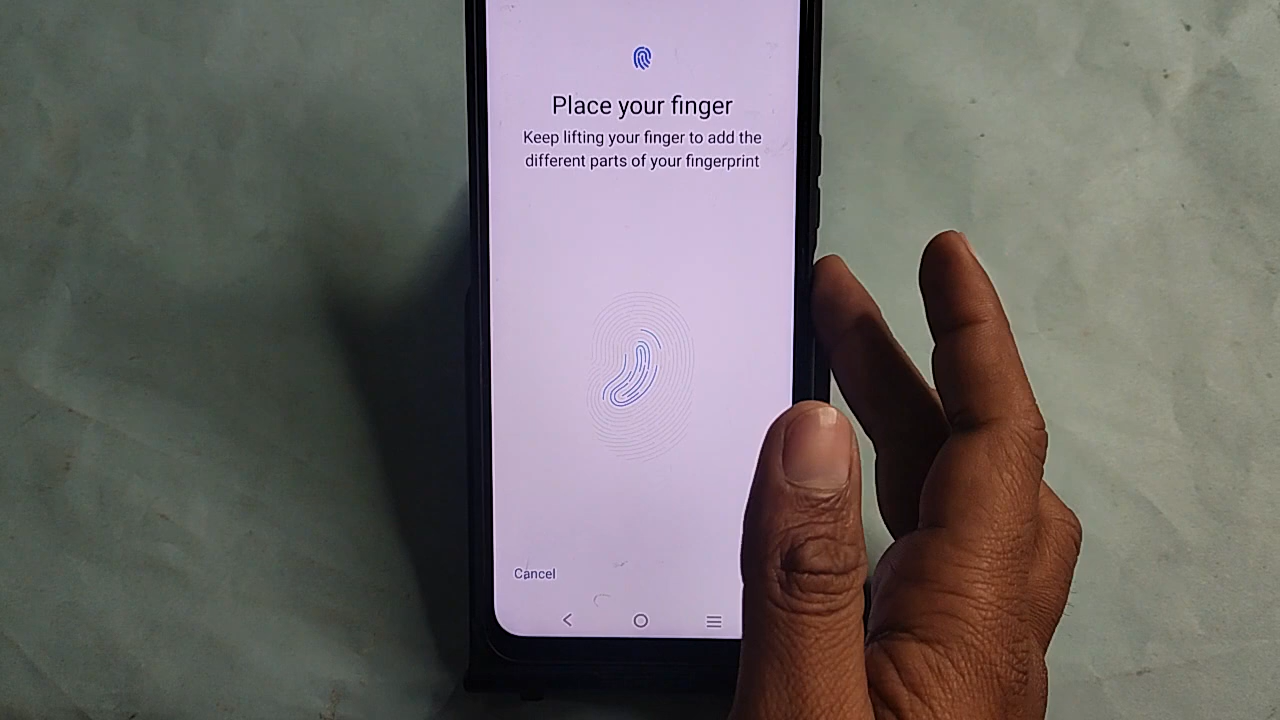 Place your finger
Keep lifting your finger to add the
different parts of your fingerprint
Cancel